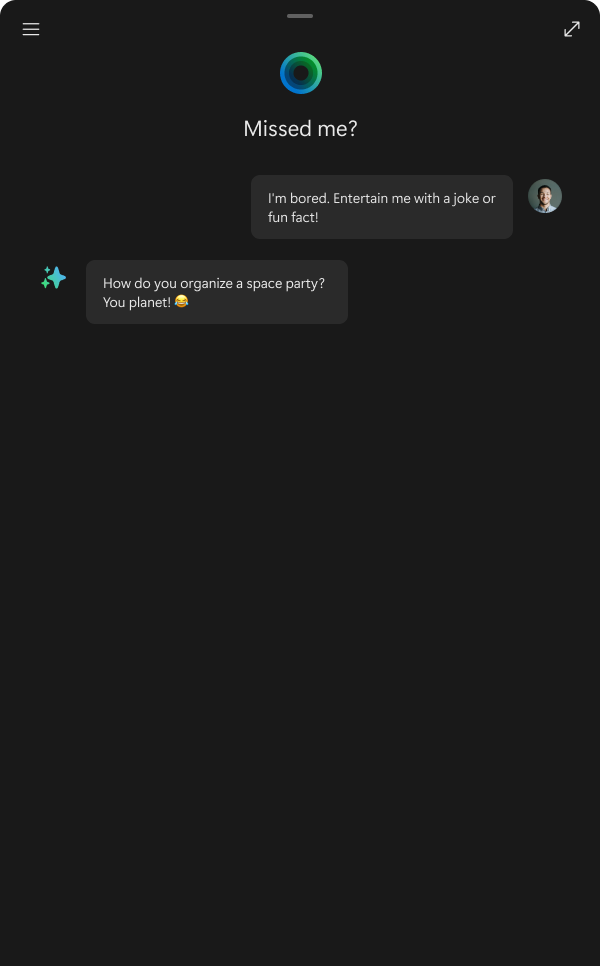 Missed me?
I'm bored. Entertain me with a joke or
fun fact!
How do you organize a space party?
You planet! 😂